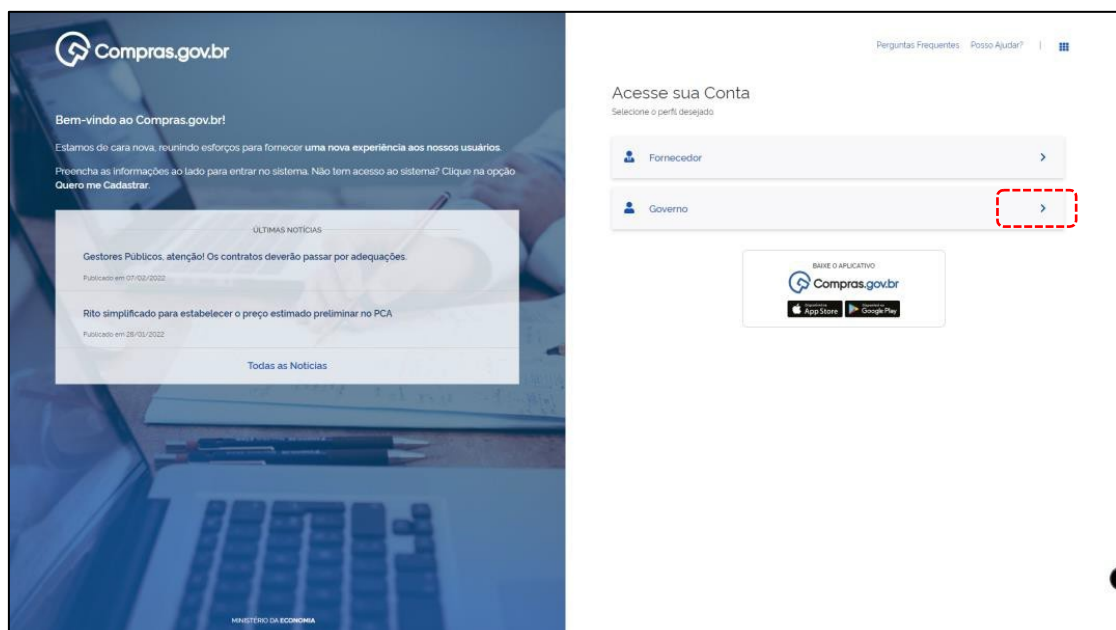 Compras.gov.br
Bem-vindo ao Compras.gov.br!
Estamos de cara nova, reunindo esforços para fornecer uma nova experiência aos nossos usuários.
Preencha as informações ao lado para entrar no sistema. Não tem acesso ao sistema? Clique na opção
Quero me Cadastrar.
ÚLTIMAS NOTÍCIAS
Gestores Públicos, atenção! Os contratos deverão passar por adequações.
Publicado em 07/02/2022
Rito simplificado para estabelecer o preço estimado preliminar no PCA
Publicado em 28/01/2022
Todas as Notícias
MINISTÉRIO DA ECONOMIA
Perguntas Frequentes Posso Ajudar? |
Acesse sua Conta
Selecione o perfil desejado
Fornecedor
Governo
BAIXE O APLICATIVO
Compras.gov.br
App Store
Google Play